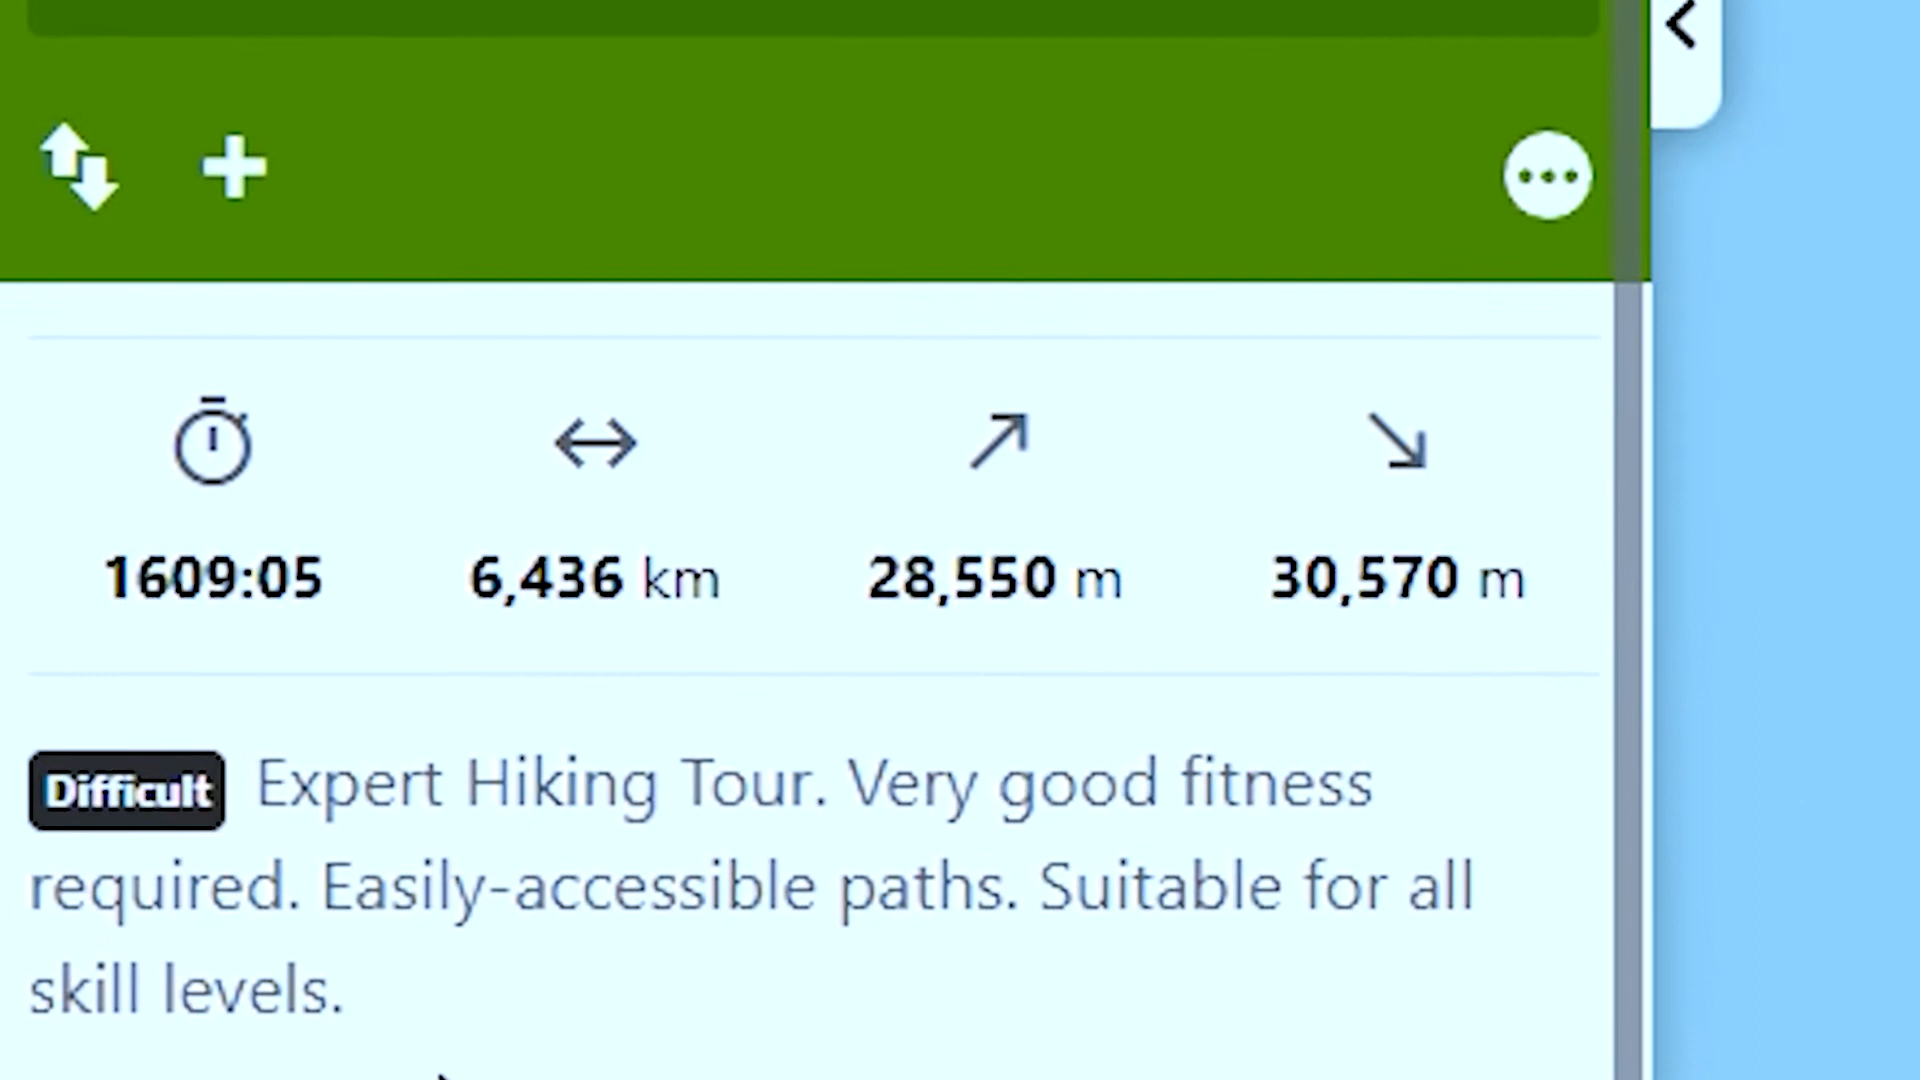 1609:05 6,436 km 28,550 m 30,570 m
Difficult Expert Hiking Tour. Very good fitness
required. Easily-accessible paths. Suitable for all
skill levels.